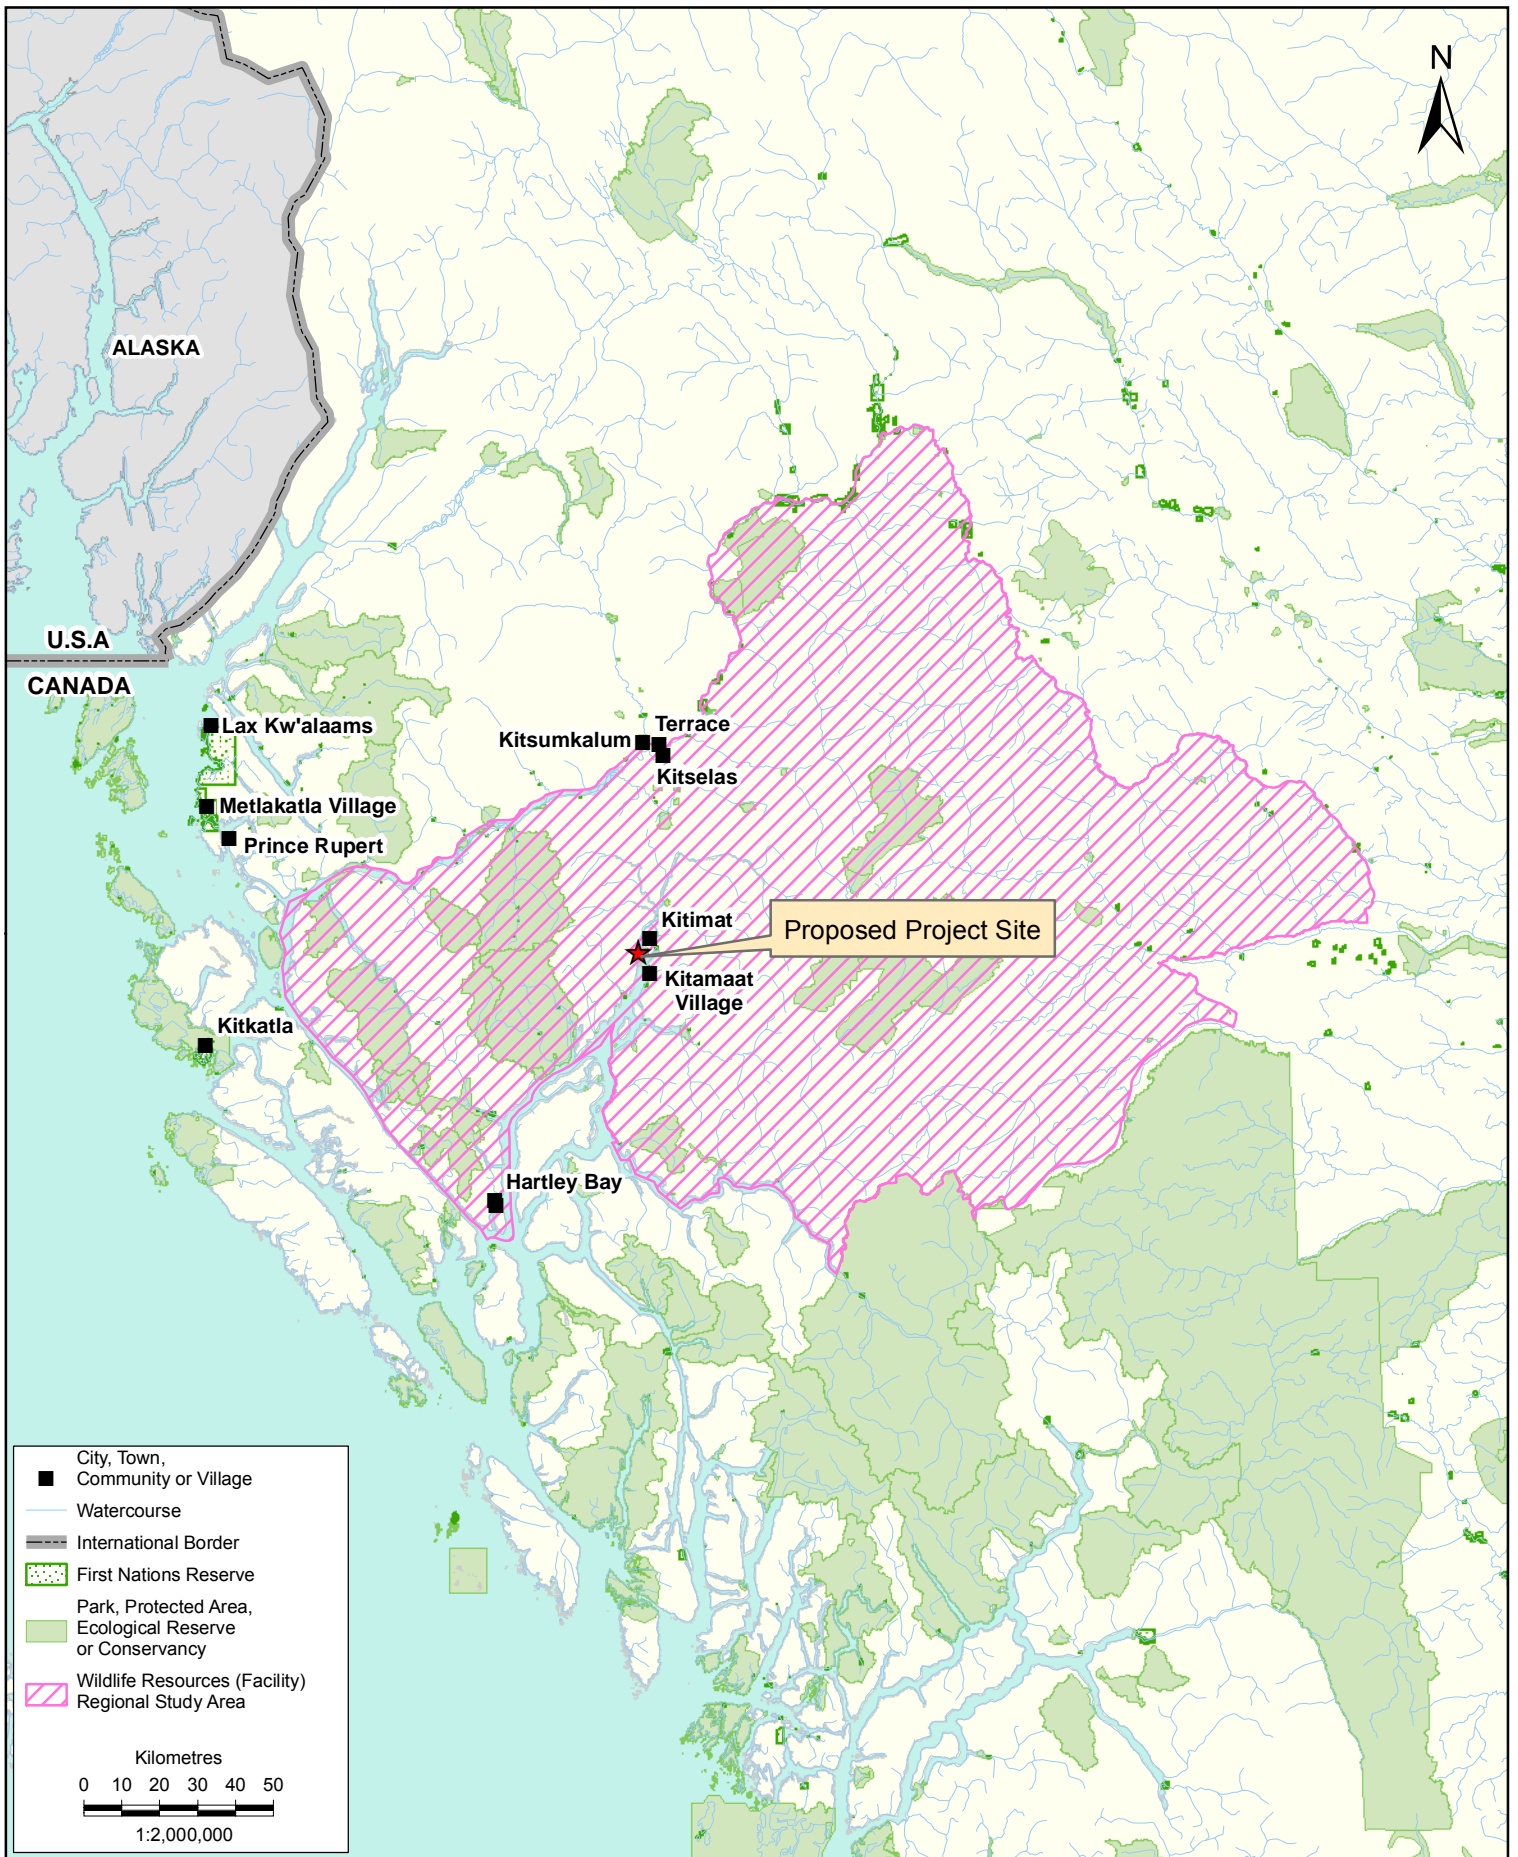 N
ALASKA
U.S.A
CANADA
Lax Kw'alaams
Terrace
Kitsumkalum
Kitselas
Metlakatla Village
Prince Rupert
Kitimat
Proposed Project Site
Kitamaat
Village
Kitkatla
Hartley Bay
City, Town,
Community or Village
Watercourse
International Border
First Nations Reserve
Park, Protected Area,
Ecological Reserve
or Conservancy
Wildlife Resources (Facility)
Regional Study Area
Kilometres
0 10 20 30 40 50
1:2,000,000